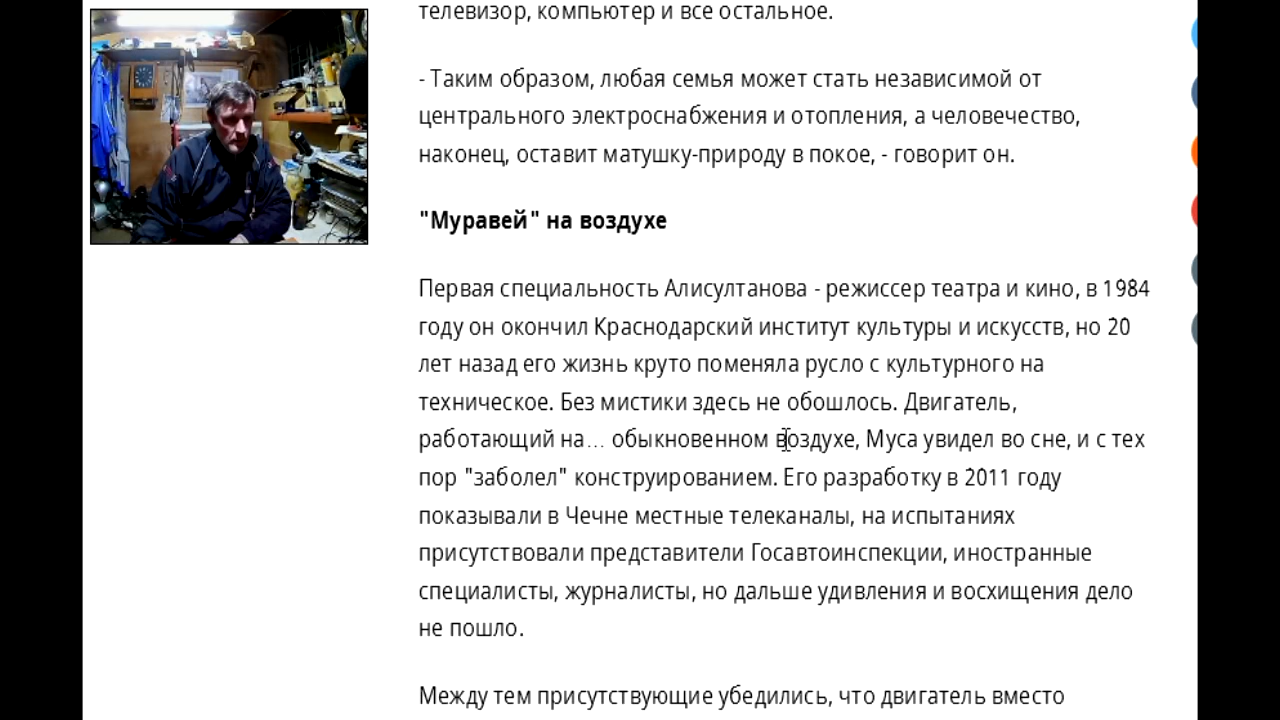 телевизор, компьютер и все остальное.
- Таким образом, любая семья может стать независимой от
центрального электроснабжения и отопления, а человечество,
наконец, оставит матушку-природу в покое, - говорит он.
"Муравей" на воздухе
Первая специальность Алисултанова - режиссер театра и кино, в 1984
году он окончил Краснодарский институт культуры и искусств, но 20
лет назад его жизнь круто поменяла русло с культурного на
техническое. Без мистики здесь не обошлось. Двигатель,
работающий на... обыкновенном воздухе, Муса увидел во сне, и с тех
пор "заболел" конструированием. Его разработку в 2011 году
показывали в Чечне местные телеканалы, на испытаниях
присутствовали представители Госавтоинспекции, иностранные
специалисты, журналисты, но дальше удивления и восхищения дело
не пошло.
Между тем присутствующие убедились, что двигатель вместо